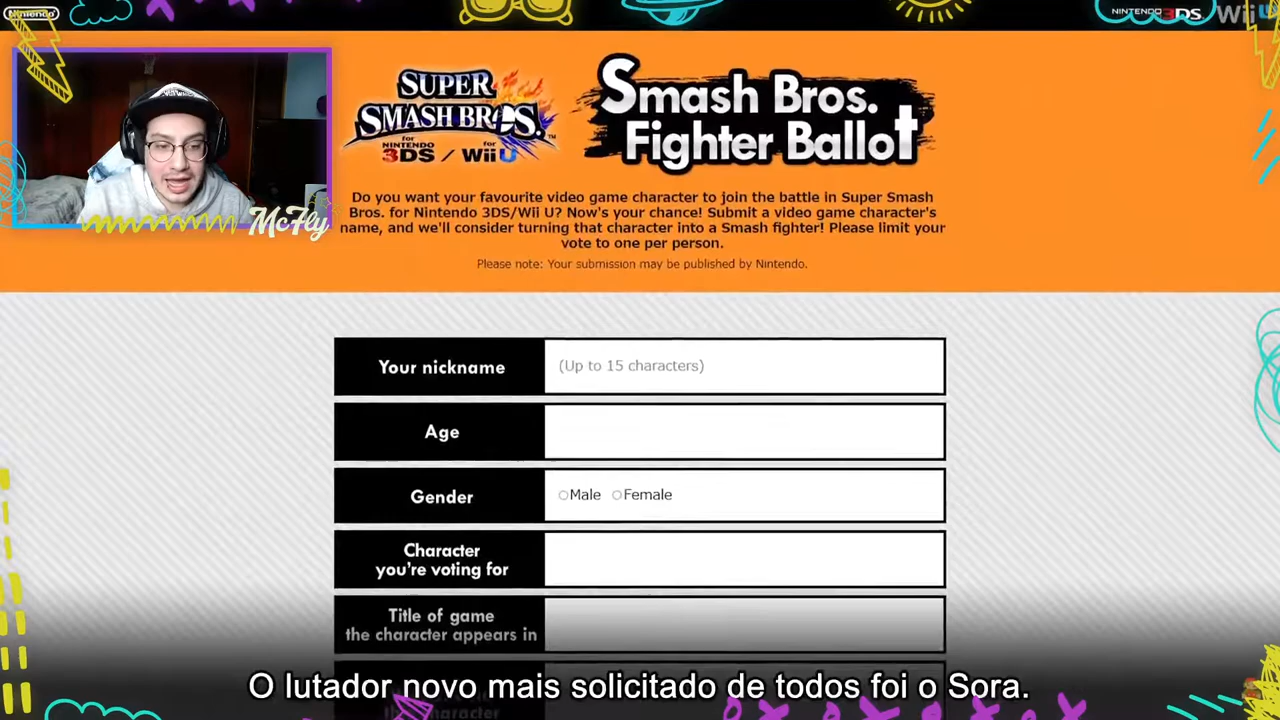 Nintendo
NINTENDO 3DS Wii U
SUPER
SMASH BROS.
for NINTENDO 3DS / for Wii U
Smash Bros.
Fighter Ballot
McFly
Do you want your favourite video game character to join the battle in Super Smash
Bros. for Nintendo 3DS/Wii U? Now's your chance! Submit a video game character's
name, and we'll consider turning that character into a Smash fighter! Please limit your
vote to one per person.
Please note: Your submission may be published by Nintendo.
Your nickname
(Up to 15 characters)
Age
Gender
Male Female
Character
you're voting for
Title of game
the character appears in
O lutador novo mais solicitado de todos foi o Sora.